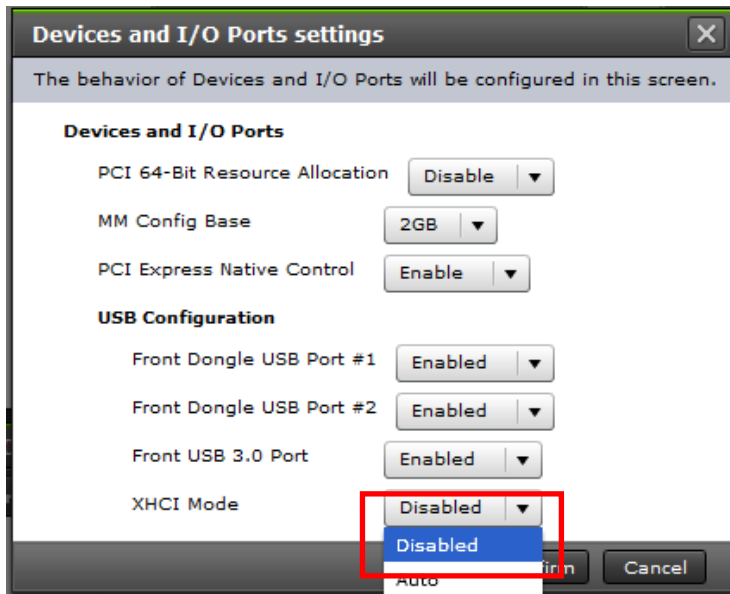 Devices and I/O Ports settings
The behavior of Devices and I/O Ports will be configured in this screen.
Devices and I/O Ports
PCI 64-Bit Resource Allocation Disable
MM Config Base 2GB
PCI Express Native Control Enable
USB Configuration
Front Dongle USB Port #1 Enabled
Front Dongle USB Port #2 Enabled
Front USB 3.0 Port Enabled
XHCI Mode Disabled
Disabled
Auto
Cancel